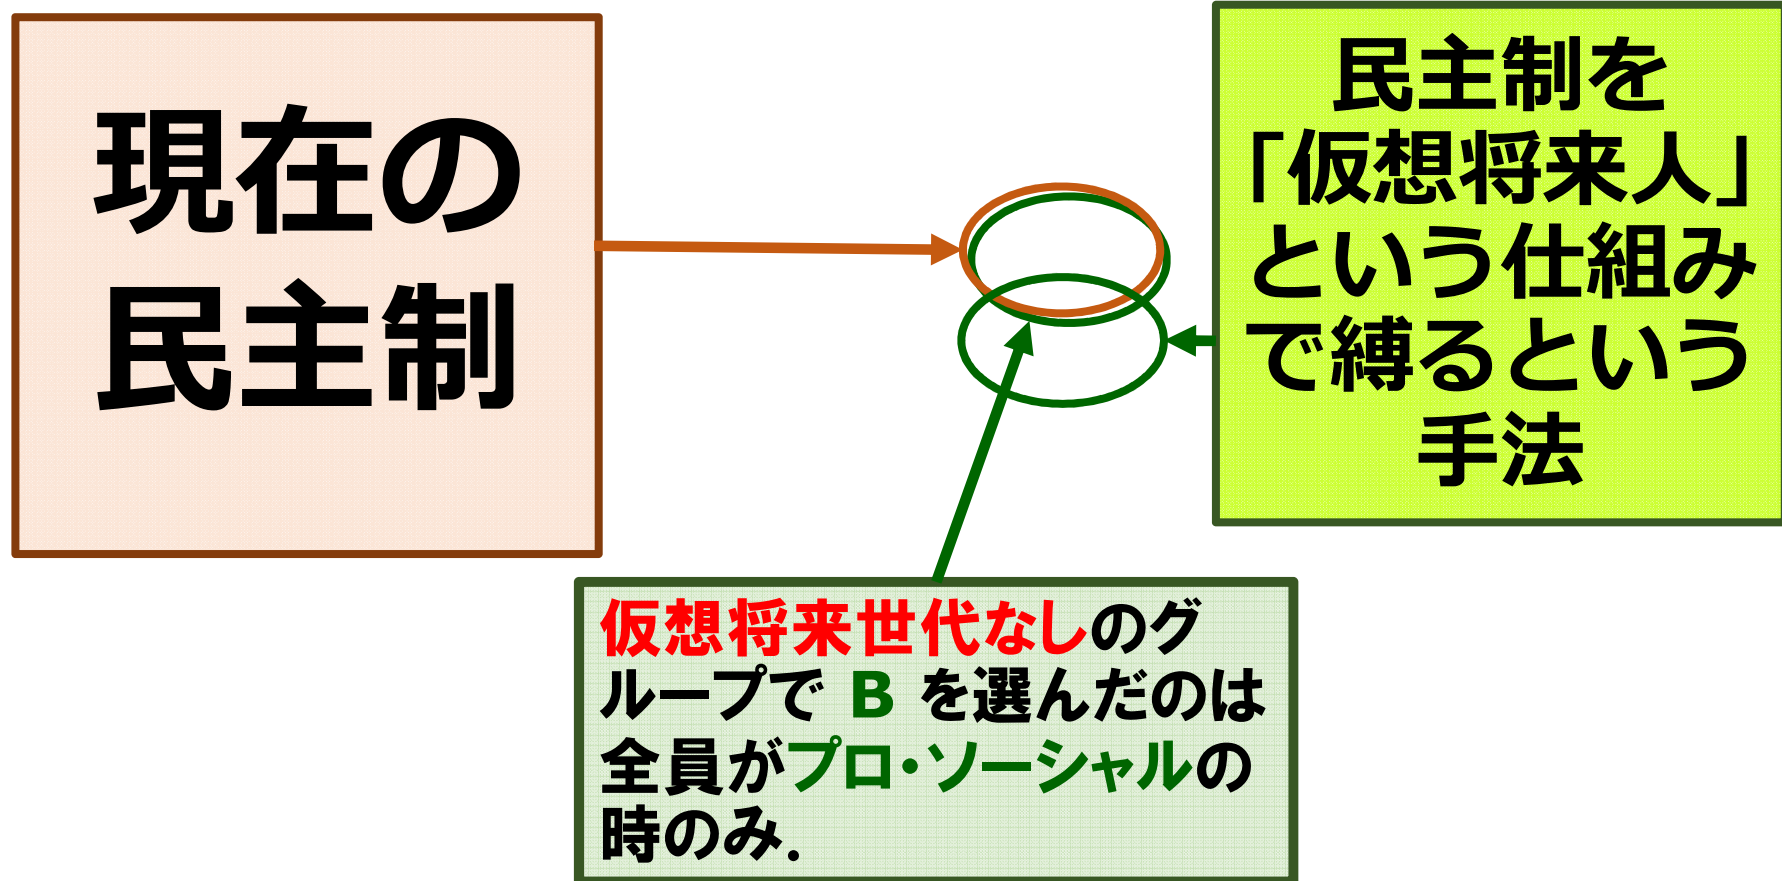 現在の
民主制
民主制を
「仮想将来人」
という仕組み
で縛るという
手法
仮想将来世代なしのグ
ループで B を選んだのは
全員がプロ・ソーシャルの
時のみ.